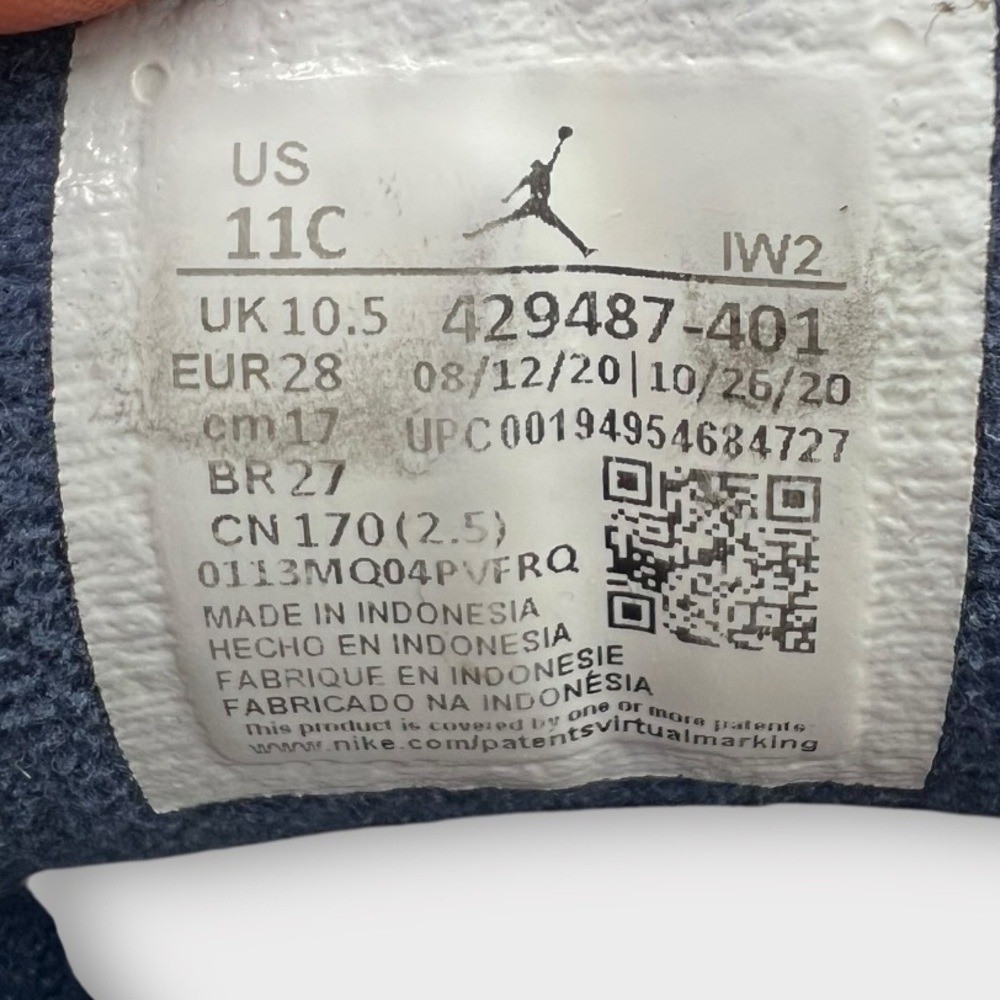 US
11C
IW2
UK 10.5 429487-401
EUR 28 08/12/20|10/26/20
cm 17 UPC 00194954684727
BR 27
CN 170 (2.5)
0113MQ04PVFRQ
MADE IN INDONESIA
HECHO EN INDONESIA
FABRIQUE EN INDONESIE
FABRICADO NA INDONÉSIA
This product is covered by one or more patents
www.nike.com/patentsvirtualmarking